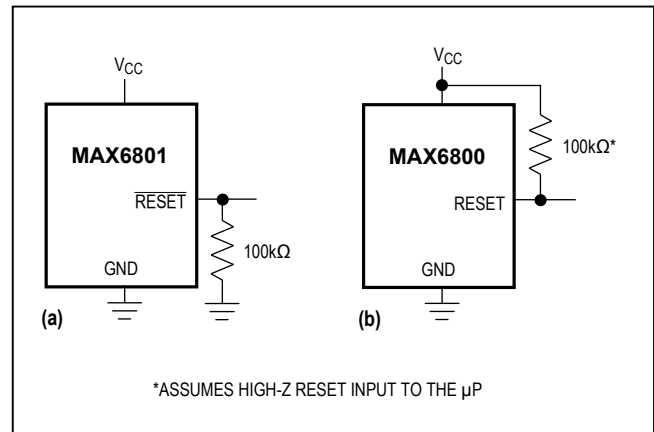 VCC
MAX6801
RESET
100kΩ
GND
(a)
VCC
MAX6800
100kΩ*
RESET
GND
(b)
*ASSUMES HIGH-Z RESET INPUT TO THE µP